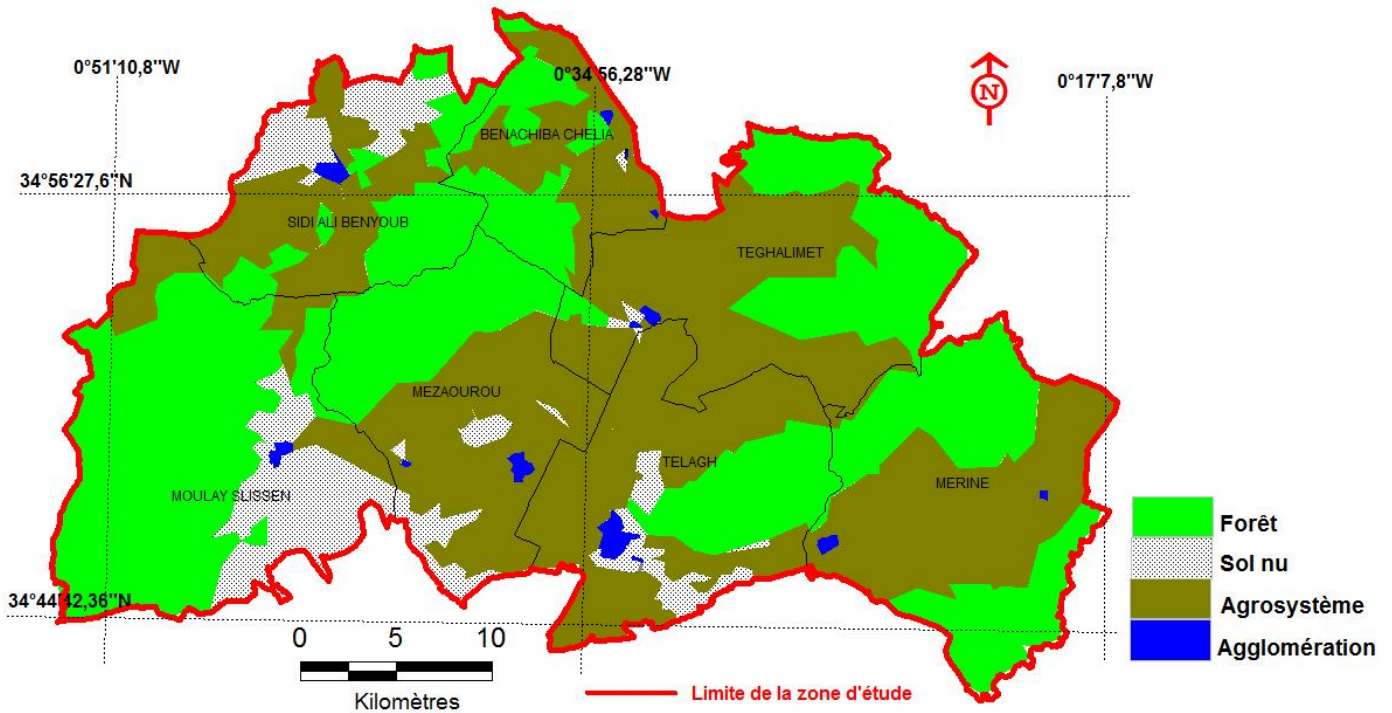 0°51'10,8''W
0°34'56,28''W
0°17'7,8''W
N
BENACHIBA CHELIA
34°56'27,6''N
SIDI ALI BENYOUB
TEGHALIMET
MEZAOUROU
TELAGH
MERINE
MOULAY SLISSEN
Forêt
Sol nu
Agrosystème
Agglomération
34°44'42,36''N
0 5 10
Kilomètres
Limite de la zone d'étude